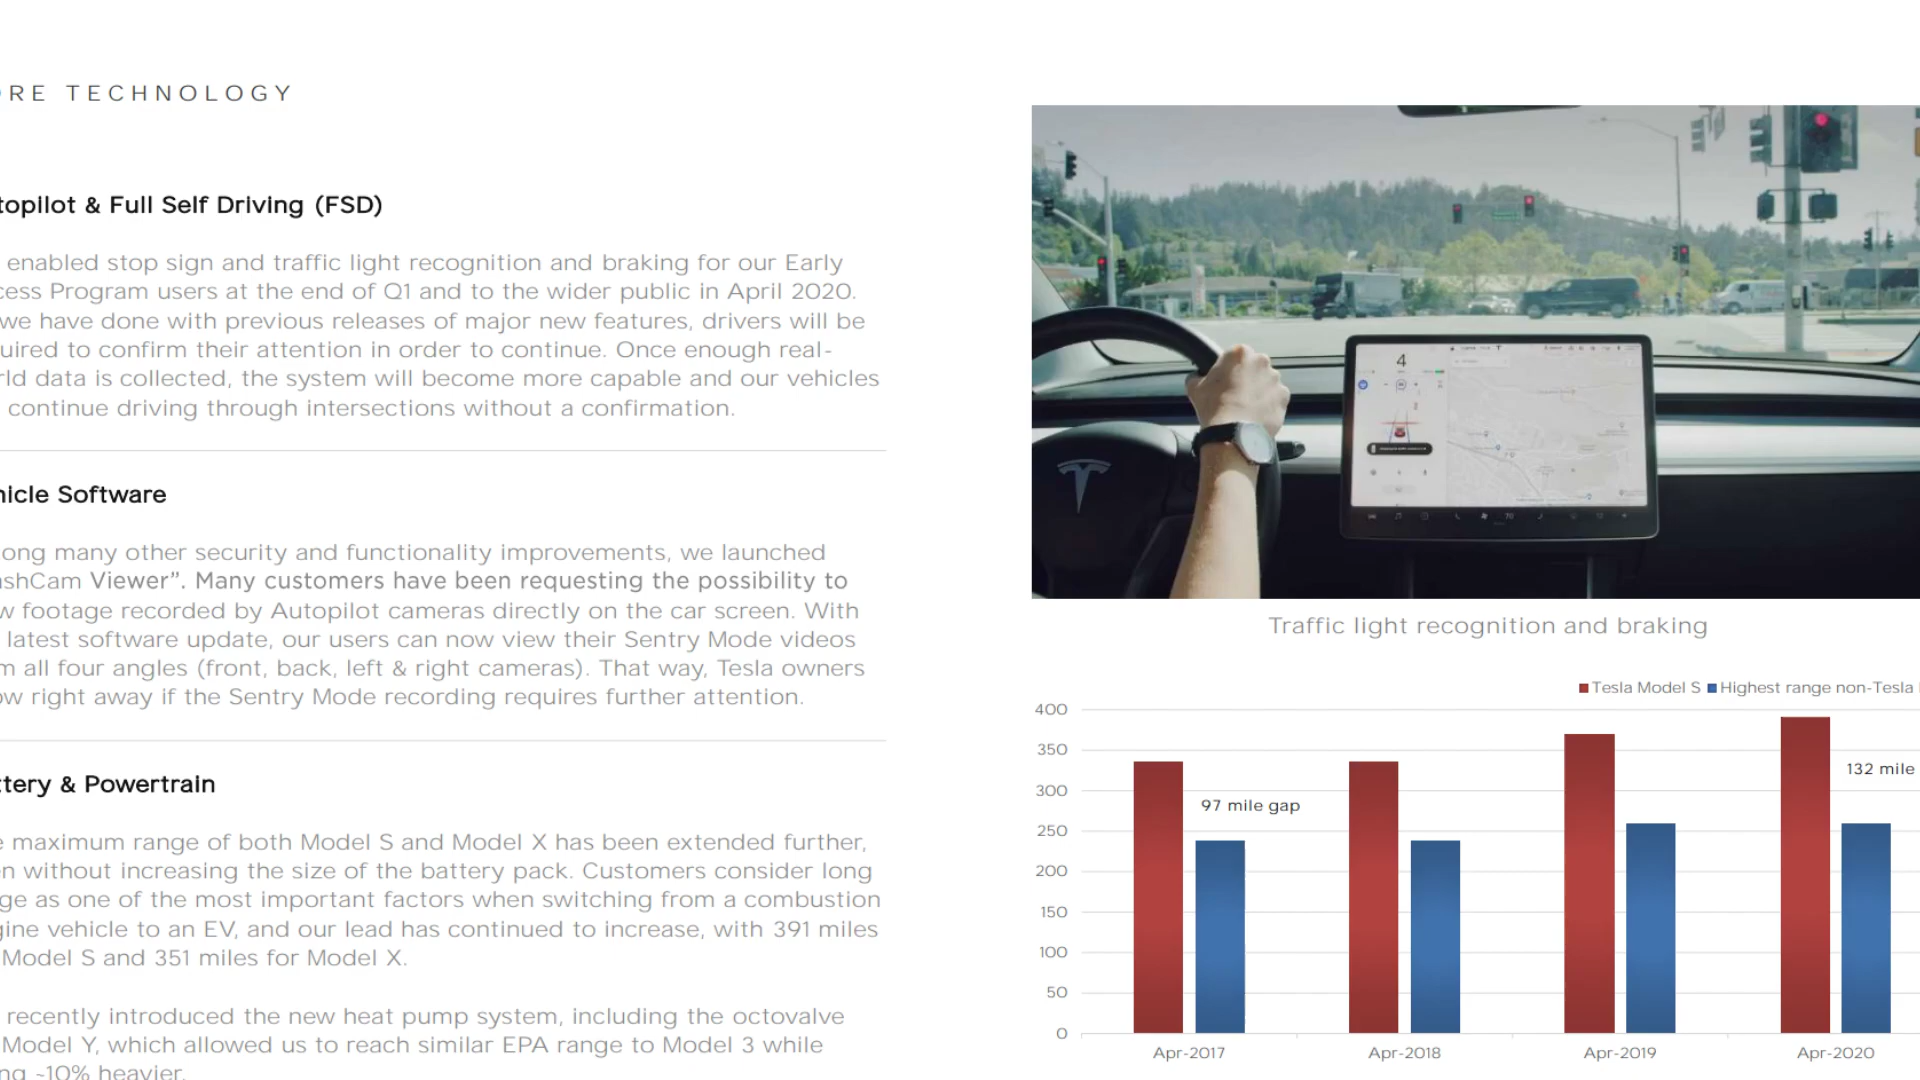 RE TECHNOLOGY
topilot & Full Self Driving (FSD)
enabled stop sign and traffic light recognition and braking for our Early
cess Program users at the end of Q1 and to the wider public in April 2020.
we have done with previous releases of major new features, drivers will be
uired to confirm their attention in order to continue. Once enough real-
rld data is collected, the system will become more capable and our vehicles
continue driving through intersections without a confirmation.
hicle Software
ong many other security and functionality improvements, we launched
shCam Viewer”. Many customers have been requesting the possibility to
w footage recorded by Autopilot cameras directly on the car screen. With
latest software update, our users can now view their Sentry Mode videos
m all four angles (front, back, left & right cameras). That way, Tesla owners
ow right away if the Sentry Mode recording requires further attention.
ttery & Powertrain
e maximum range of both Model S and Model X has been extended further,
n without increasing the size of the battery pack. Customers consider long
ge as one of the most important factors when switching from a combustion
gine vehicle to an EV, and our lead has continued to increase, with 391 miles
Model S and 351 miles for Model X.
recently introduced the new heat pump system, including the octovalve
Model Y, which allowed us to reach similar EPA range to Model 3 while
ng ~10% heavier.
4
Traffic light recognition and braking
Tesla Model S Highest range non-Tesla
400
350
300
250
200
150
100
50
0
97 mile gap
132 mile
Apr-2017 Apr-2018 Apr-2019 Apr-2020